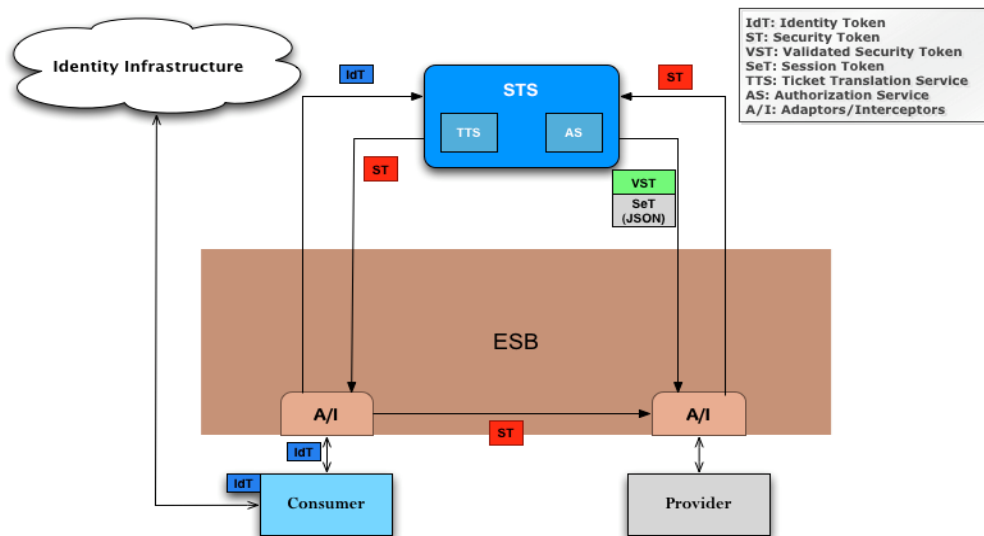 IdT: Identity Token
ST: Security Token
VST: Validated Security Token
SeT: Session Token
TTS: Ticket Translation Service
AS: Authorization Service
A/I: Adaptors/Interceptors
Identity Infrastructure
IdT
STS
ST
TTS
AS
ST
VST
SeT
(JSON)
ESB
A/I
A/I
ST
IdT
IdT
Consumer
Provider